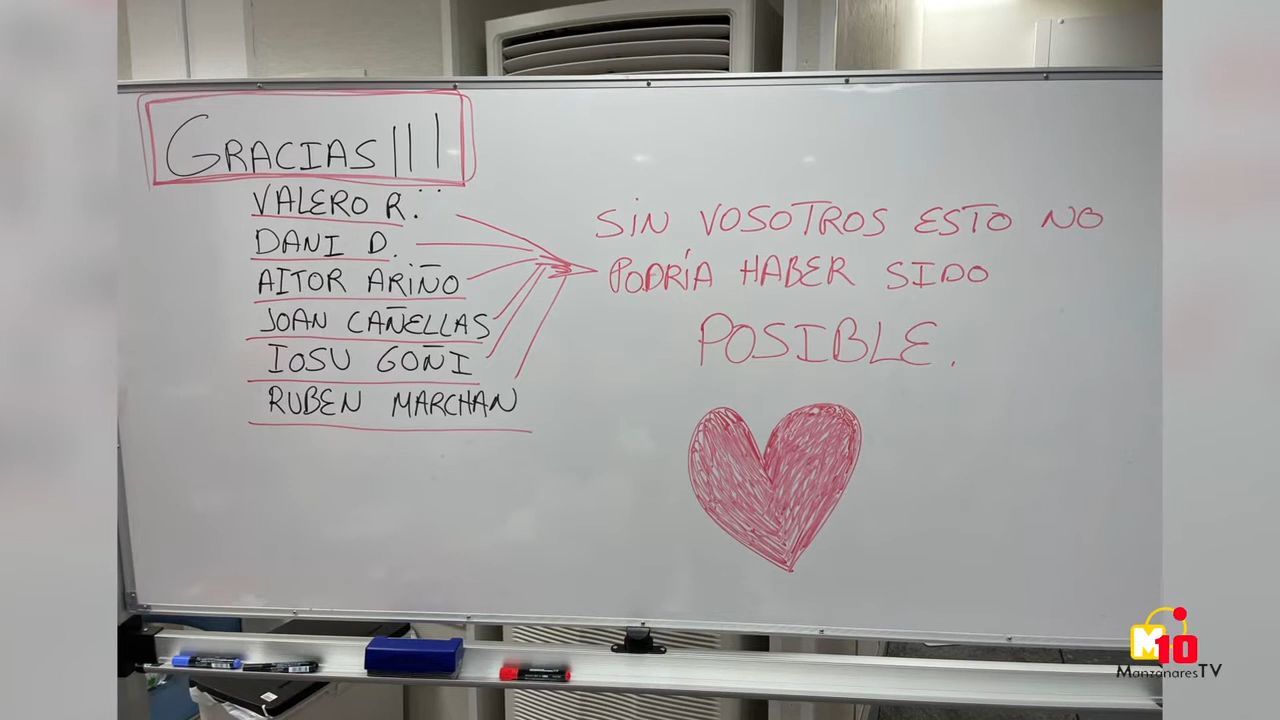 GRACIAS!!!
VALERO R.
DANI D.
AITOR ARIÑO
JOAN CAÑELLAS
IOSU GOÑI
RUBEN MARCHAN
SIN VOSOTROS ESTO NO
PODRÍA HABER SIDO
POSIBLE.
M10
ManzanaresTV